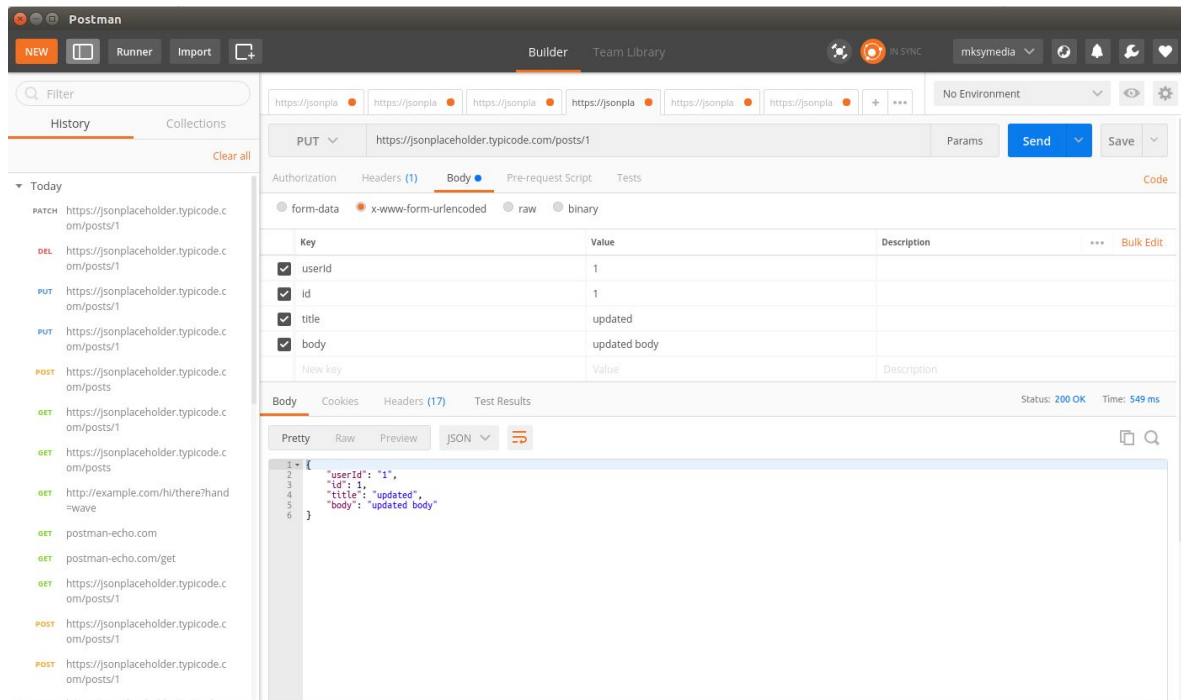 Postman
NEW Runner Import Builder Team Library IN SYNC mksymedia
Filter
History Collections
Clear all
Today
PATCH https://jsonplaceholder.typicode.c
om/posts/1
DEL https://jsonplaceholder.typicode.c
om/posts/1
PUT https://jsonplaceholder.typicode.c
om/posts/1
PUT https://jsonplaceholder.typicode.c
om/posts/1
POST https://jsonplaceholder.typicode.c
om/posts
GET https://jsonplaceholder.typicode.c
om/posts/1
GET https://jsonplaceholder.typicode.c
om/posts
GET http://example.com/hi/there?hand
=wave
GET postman-echo.com
GET postman-echo.com/get
GET https://jsonplaceholder.typicode.c
om/posts/1
POST https://jsonplaceholder.typicode.c
om/posts/1
POST https://jsonplaceholder.typicode.c
om/posts/1
https://jsonpla https://jsonpla https://jsonpla https://jsonpla https://jsonpla https://jsonpla + ••• No Environment
PUT https://jsonplaceholder.typicode.com/posts/1 Params Send Save
Authorization Headers (1) Body Pre-request Script Tests Code
form-data x-www-form-urlencoded raw binary
Key Value Description ••• Bulk Edit
userId 1
id 1
title updated
body updated body
New key Value Description
Body Cookies Headers (17) Test Results Status: 200 OK Time: 549 ms
Pretty Raw Preview JSON
1 {
2 "userId": "1",
3 "id": 1,
4 "title": "updated",
5 "body": "updated body"
6 }